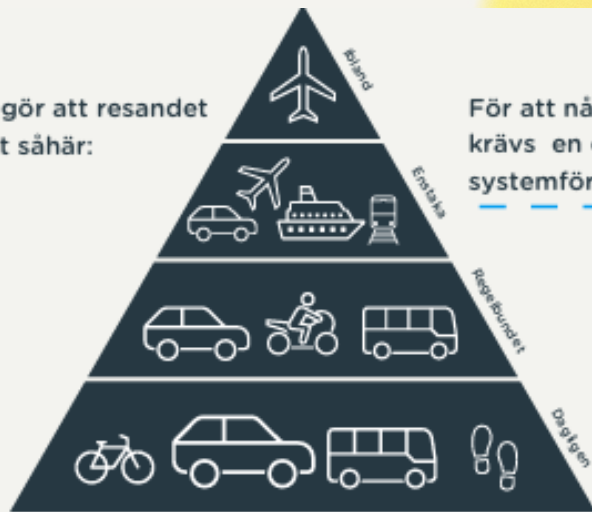 gör att resandet
t såhär:
Ibland
För att nå
krävs en
systemför
Enstaka
Regelbundet
Dagligen